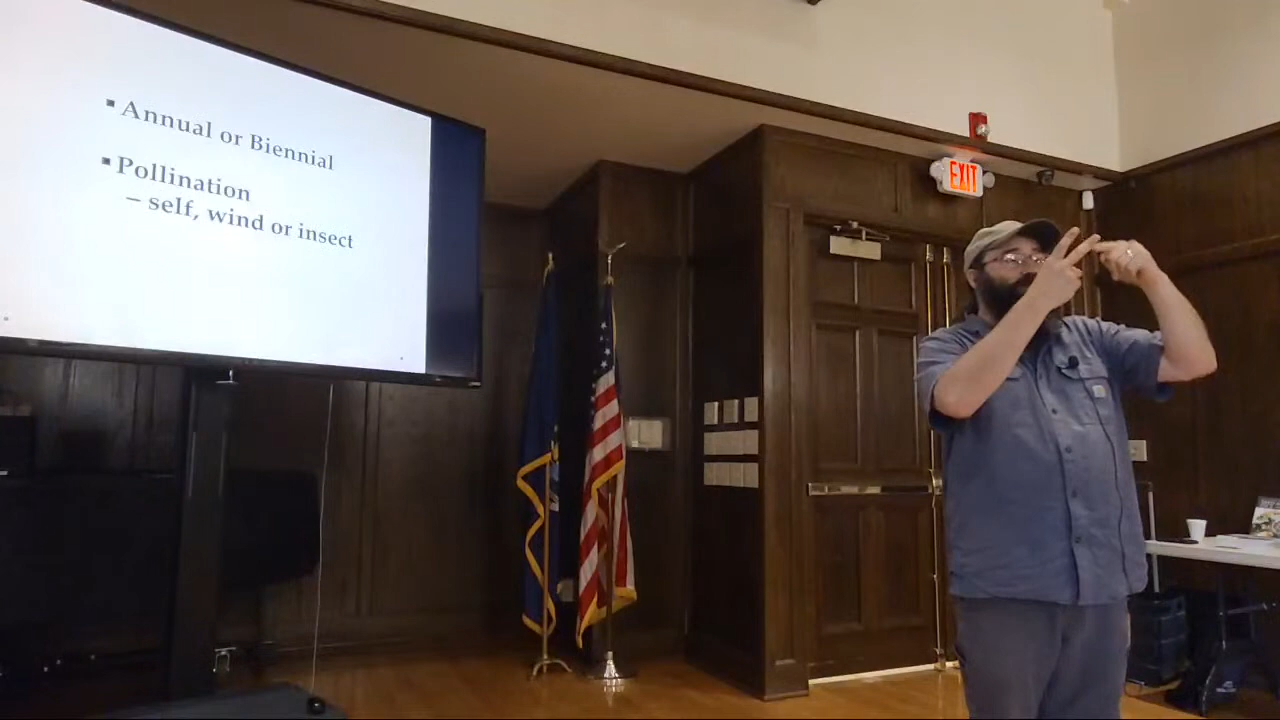 ▪ Annual or Biennial
▪ Pollination
– self, wind or insect
EXIT